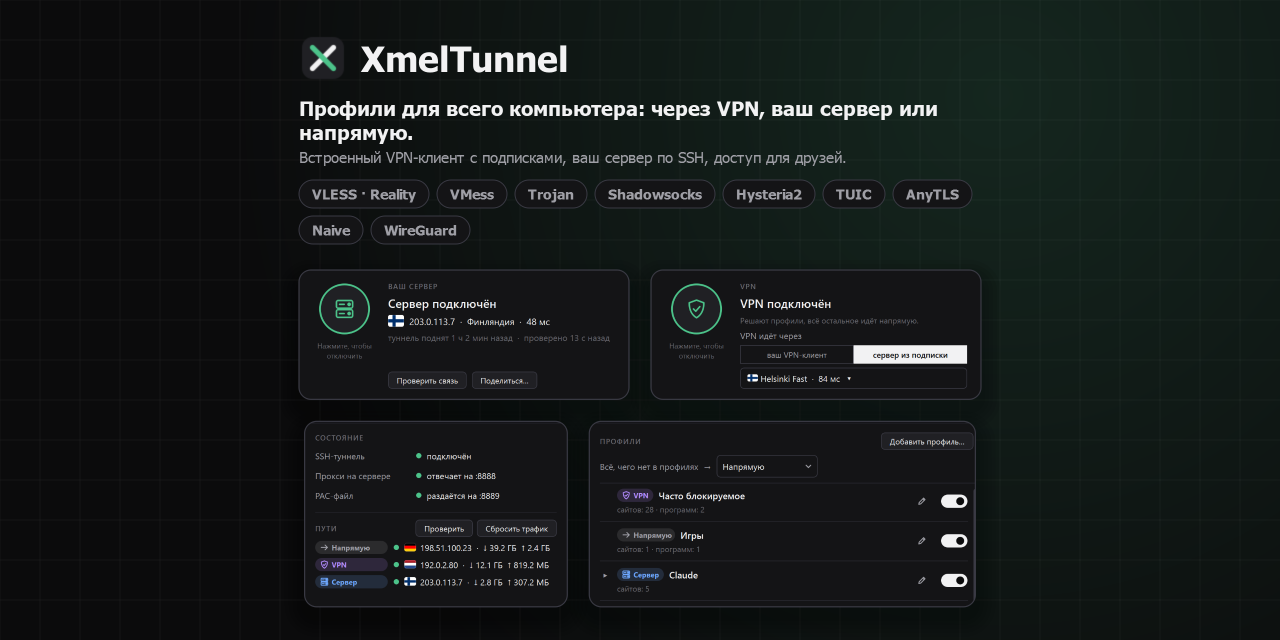 XmelTunnel
Профили для всего компьютера: через VPN, ваш сервер или
напрямую.
Встроенный VPN-клиент с подписками, ваш сервер по SSH, доступ для друзей.
VLESS · Reality
VMess
Trojan
Shadowsocks
Hysteria2
TUIC
AnyTLS
Naive
WireGuard
ВАШ СЕРВЕР
Сервер подключён
203.0.113.7 · Финляндия · 48 мс
туннель поднят 1 ч 2 мин назад · проверено 13 с назад
Нажмите, чтобы
отключить
Проверить связь
Поделиться...
VPN
VPN подключён
Решают профили, всё остальное идёт напрямую.
VPN идёт через
Нажмите, чтобы
отключить
ваш VPN-клиент
сервер из подписки
Helsinki Fast · 84 мс
СОСТОЯНИЕ
SSH-туннель подключён
Прокси на сервере отвечает на :8888
PAC-файл раздаётся на :8889
ПУТИ
Проверить
Сбросить трафик
→ Напрямую 198.51.100.23 · ↓ 39.2 ГБ ↑ 2.4 ГБ
VPN 192.0.2.80 · ↓ 12.1 ГБ ↑ 819.2 МБ
Сервер 203.0.113.7 · ↓ 2.8 ГБ ↑ 307.2 МБ
ПРОФИЛИ
Добавить профиль...
Всё, чего нет в профилях → Напрямую
VPN Часто блокируемое
сайтов: 28 · программ: 2
→ Напрямую Игры
сайтов: 1 · программ: 1
Сервер Claude
сайтов: 5